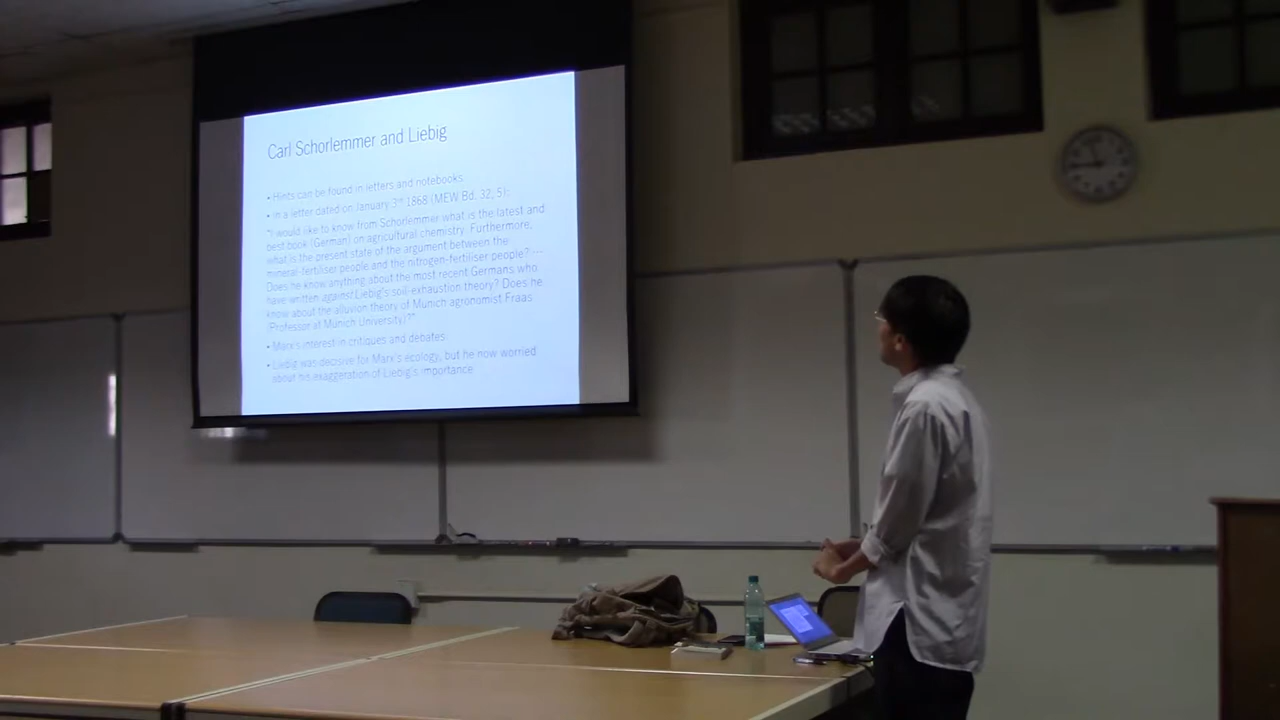 Carl Schorlemmer and Liebig
• Hints can be found in letters and notebooks
• In a letter dated on January 3rd 1868 (MEW Bd. 32, 5):
"I would like to know from Schorlemmer what is the latest and
best book (German) on agricultural chemistry. Furthermore,
what is the present state of the argument between the
mineral-fertiliser people and the nitrogen-fertiliser people? ....
Does he know anything about the most recent Germans who
have written against Liebig's soil-exhaustion theory? Does he
know about the alluvion theory of Munich agronomist Fraas
(Professor at Munich University)?"
• Marx's interest in critiques and debates
• Liebig was decisive for Marx's ecology, but he now worried
about his exaggeration of Liebig's importance